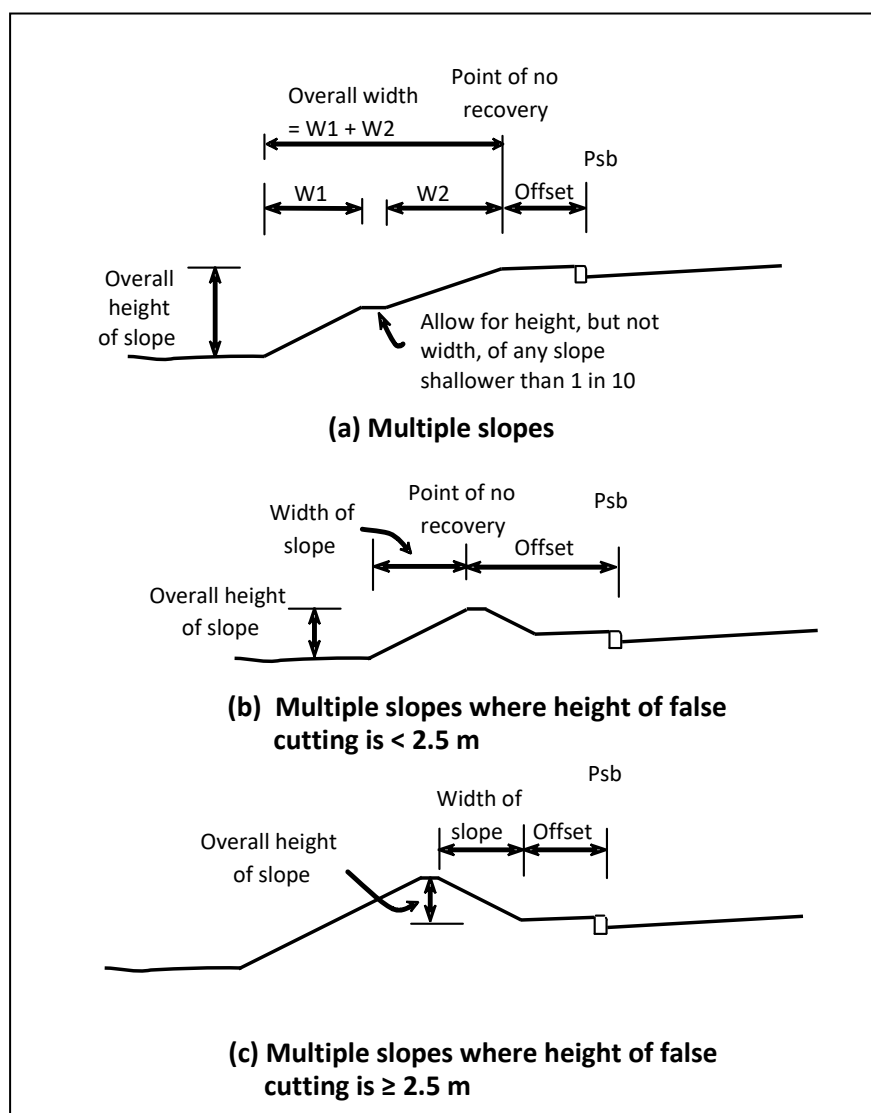 Point of no
recovery
Overall width
= W1 + W2
Psb
W1
W2
Offset
Overall
height
of slope
Allow for height, but not
width, of any slope
shallower than 1 in 10
(a) Multiple slopes
Point of no
recovery
Psb
Width of
slope
Offset
Overall height
of slope
(b) Multiple slopes where height of false
cutting is < 2.5 m
Psb
Width of
slope
Offset
Overall height
of slope
(c) Multiple slopes where height of false
cutting is ≥ 2.5 m